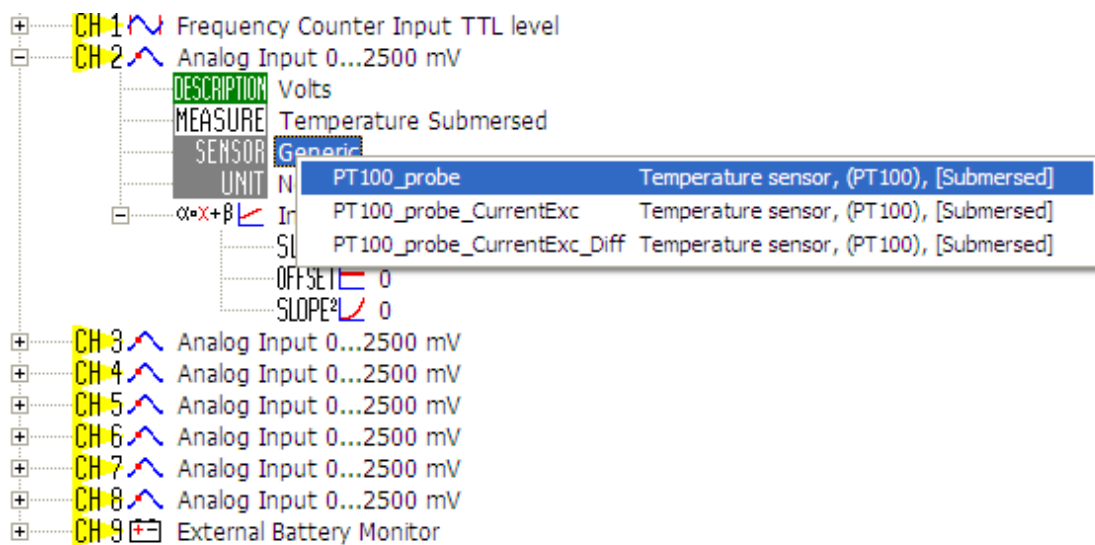 CH 1 Frequency Counter Input TTL level
CH 2 Analog Input 0...2500 mV
DESCRIPTION Volts
MEASURE Temperature Submersed
SENSOR Generic
PT100_probe Temperature sensor, (PT100), [Submersed]
UNIT N
PT100_probe_CurrentExc Temperature sensor, (PT100), [Submersed]
α•X+β In
PT100_probe_CurrentExc_Diff Temperature sensor, (PT100), [Submersed]
SL
OFFSET 0
SLOPE² 0
CH 3 Analog Input 0...2500 mV
CH 4 Analog Input 0...2500 mV
CH 5 Analog Input 0...2500 mV
CH 6 Analog Input 0...2500 mV
CH 7 Analog Input 0...2500 mV
CH 8 Analog Input 0...2500 mV
CH 9 External Battery Monitor